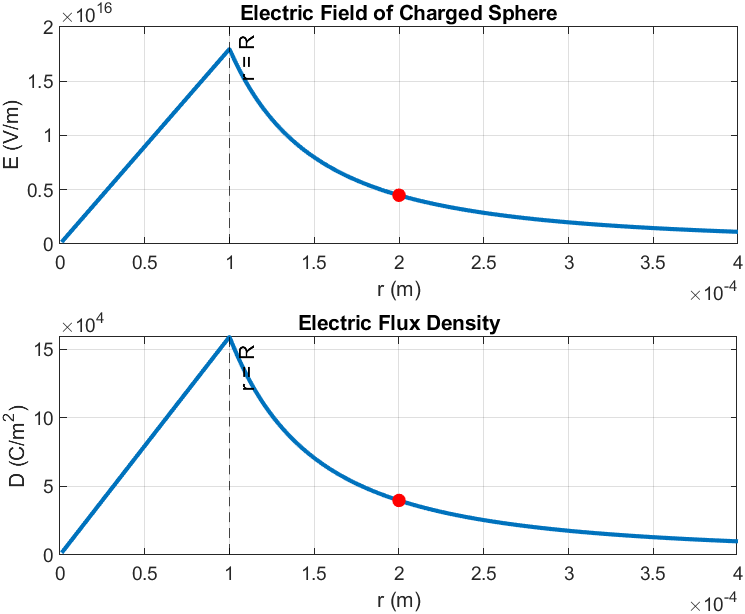 Electric Field of Charged Sphere
×10^16
2
1.5
1
0.5
0
E (V/m)
r = R
0 0.5 1 1.5 2 2.5 3 3.5 4
r (m)
×10^-4
Electric Flux Density
×10^4
15
10
5
0
D (C/m^2)
r = R
0 0.5 1 1.5 2 2.5 3 3.5 4
r (m)
×10^-4